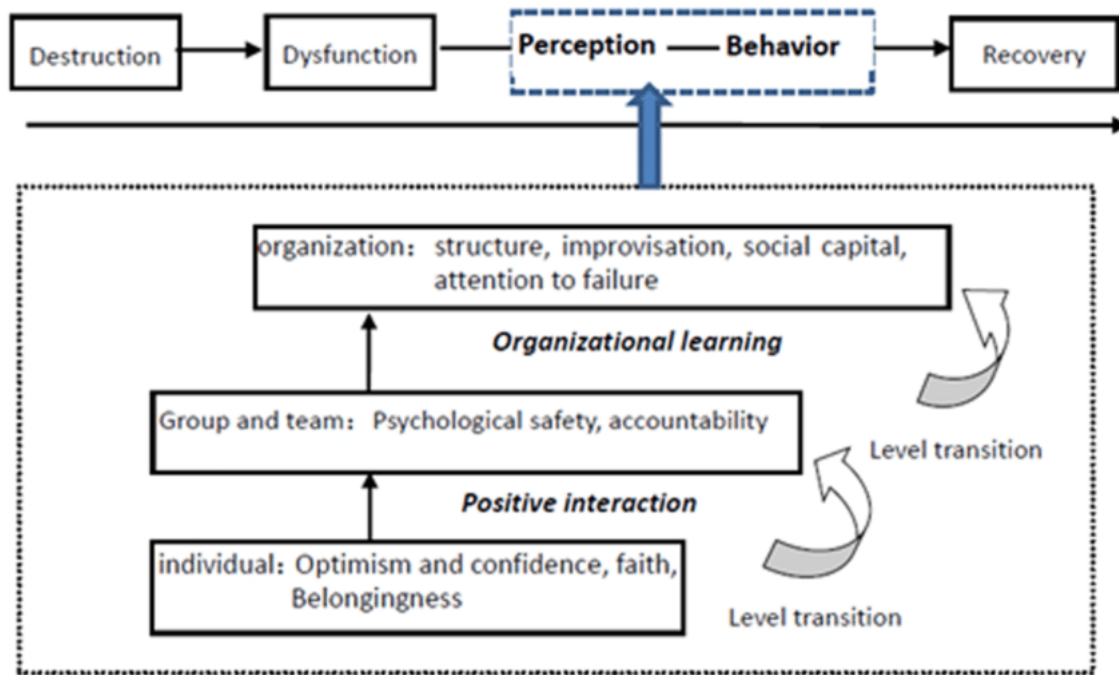 Destruction
Dysfunction
Perception
Behavior
Recovery
organization: structure, improvisation, social capital,
attention to failure
Organizational learning
Group and team: Psychological safety, accountability
Level transition
Positive interaction
individual: Optimism and confidence, faith,
Belongingness
Level transition